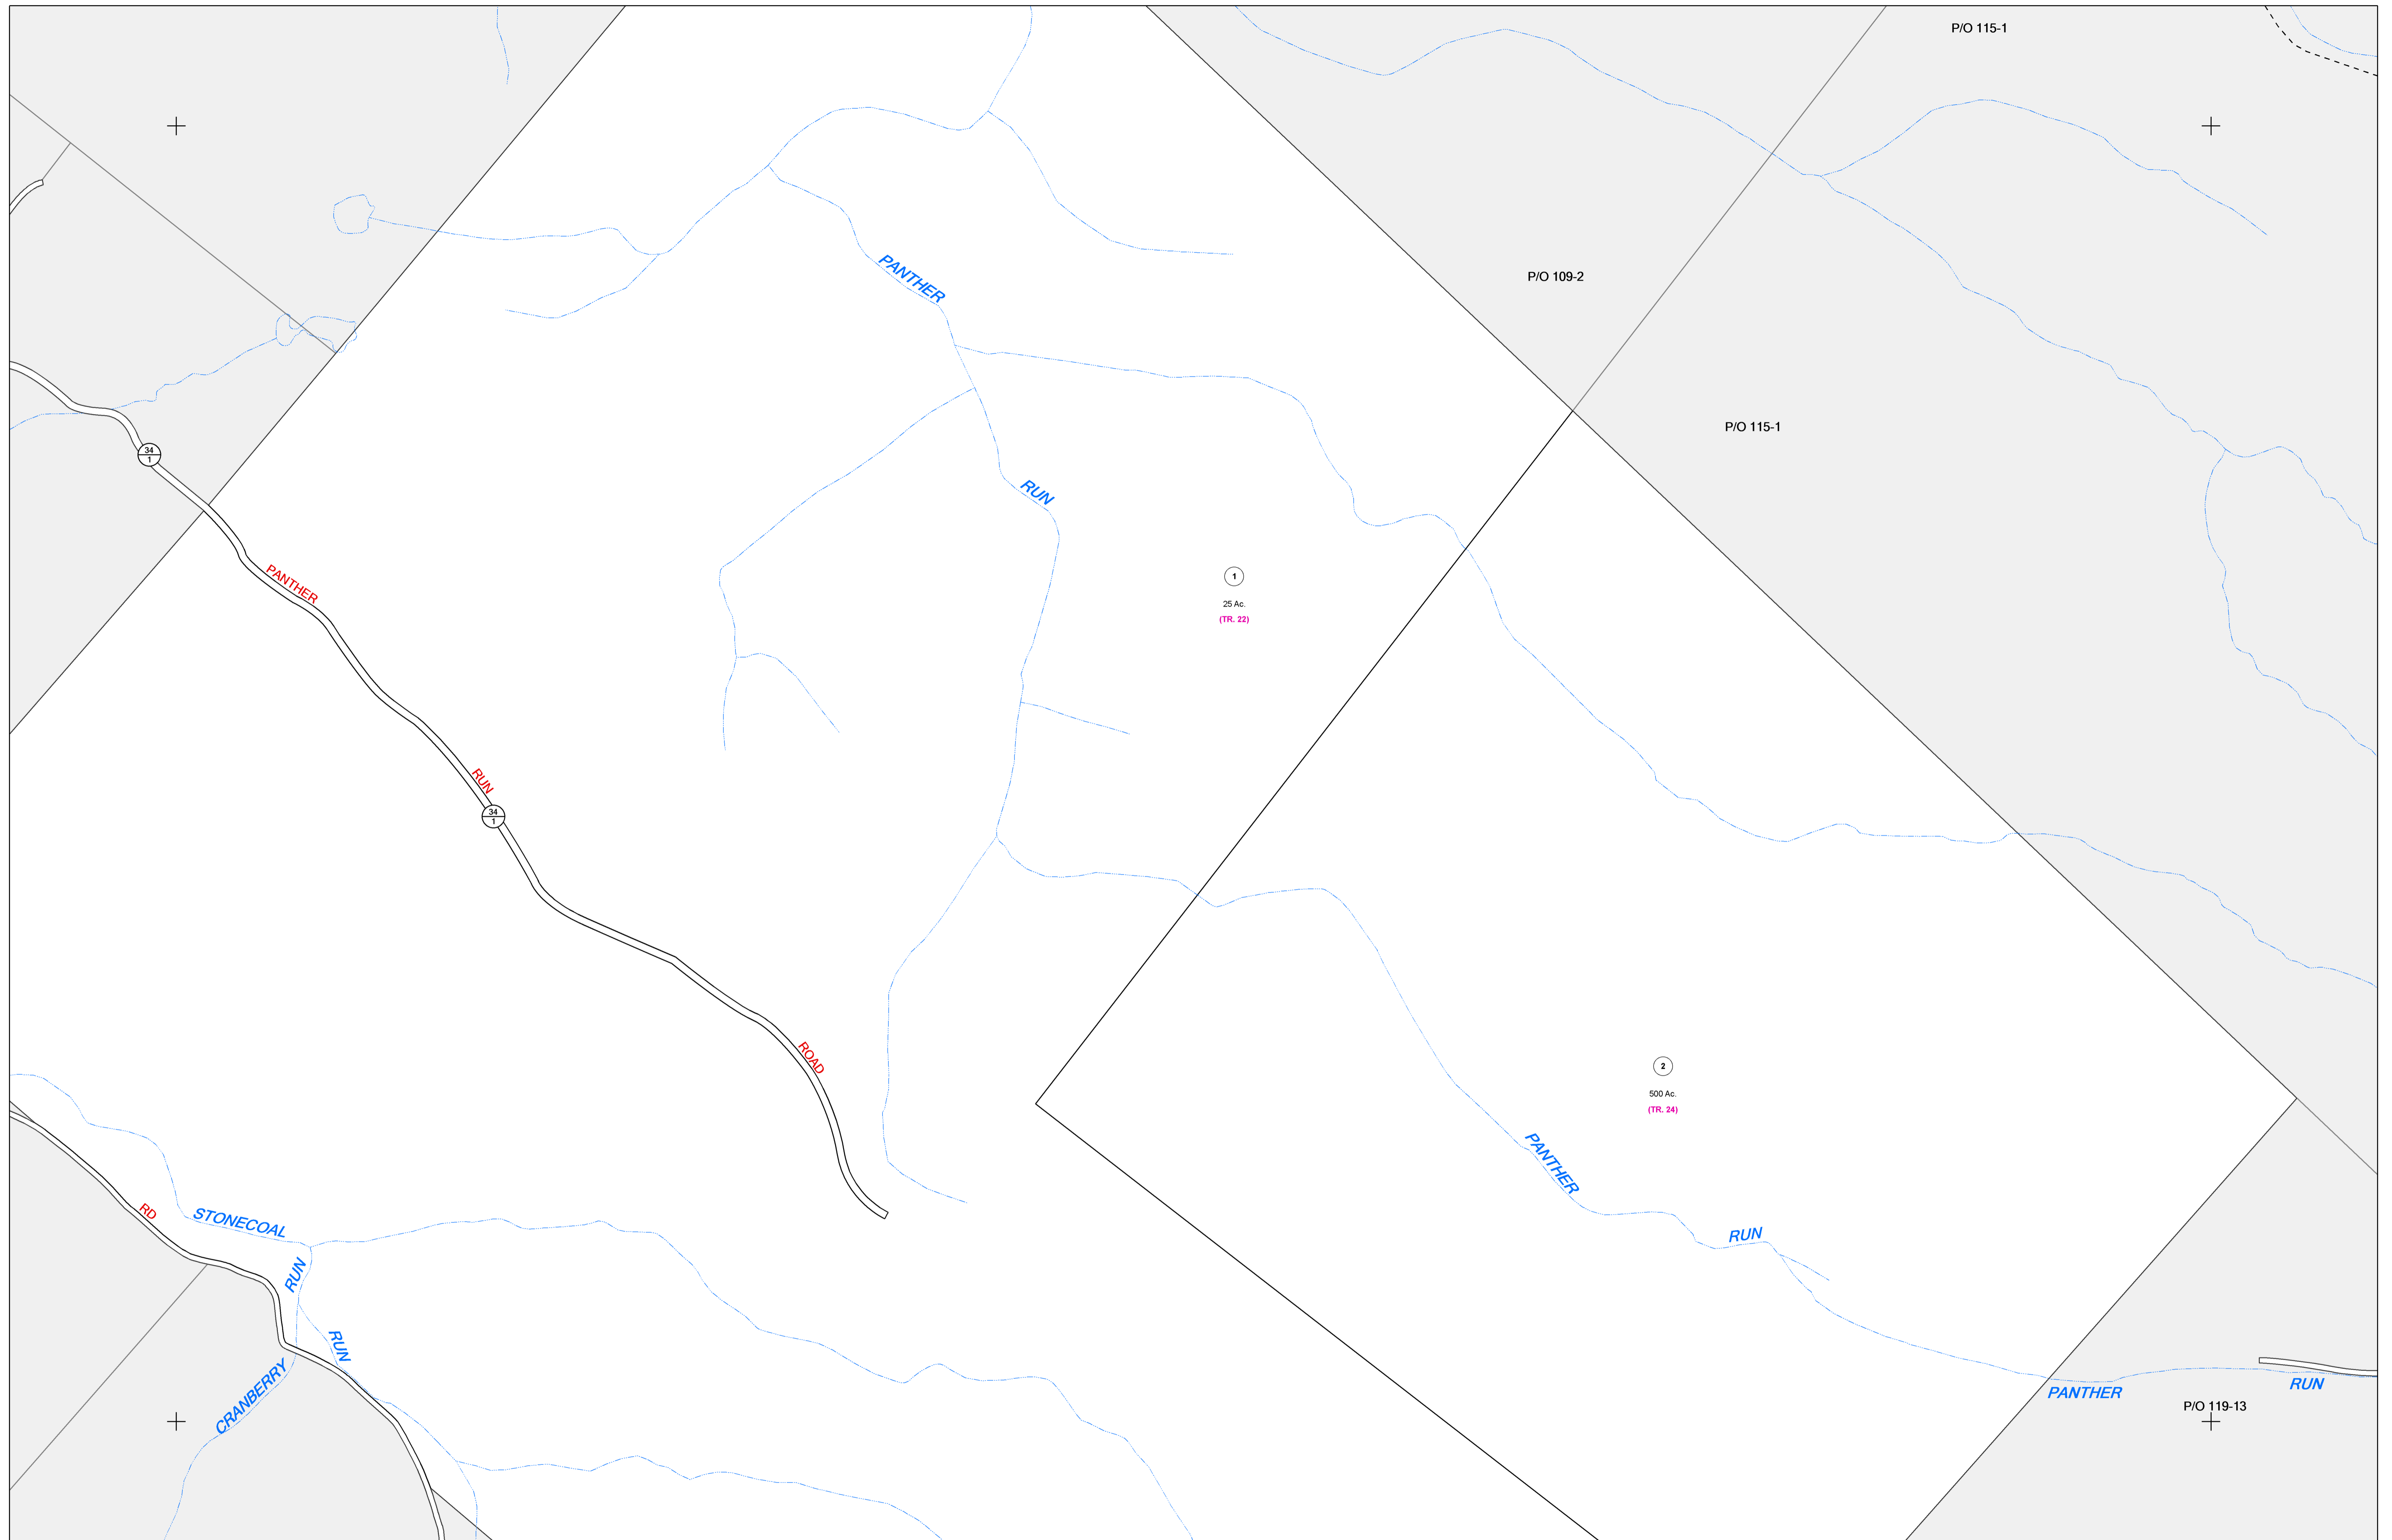 P/O 115-1
PANTHER
P/O 109-2
P/O 115-1
34
1
RUN
1
25 Ac.
(TR. 22)
PANTHER
RUN
34
1
2
500 Ac.
(TR. 24)
ROAD
PANTHER
RD
STONECOAL
RUN
RUN
RUN
CRANBERRY
PANTHER
RUN
P/O 119-13